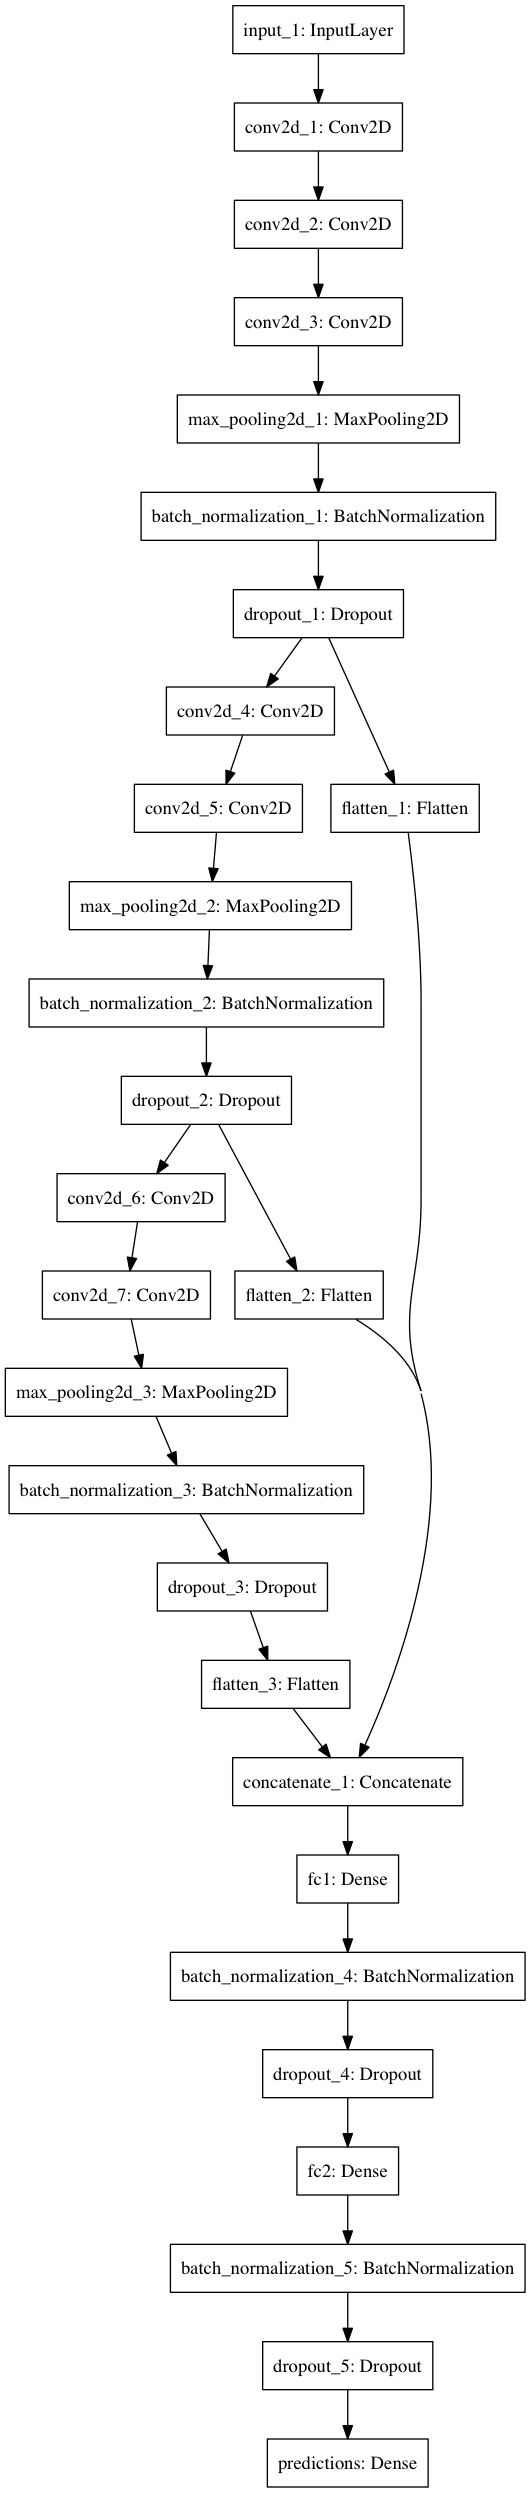 input_1: InputLayer
conv2d_1: Conv2D
conv2d_2: Conv2D
conv2d_3: Conv2D
max_pooling2d_1: MaxPooling2D
batch_normalization_1: BatchNormalization
dropout_1: Dropout
conv2d_4: Conv2D
conv2d_5: Conv2D
flatten_1: Flatten
max_pooling2d_2: MaxPooling2D
batch_normalization_2: BatchNormalization
dropout_2: Dropout
conv2d_6: Conv2D
conv2d_7: Conv2D
flatten_2: Flatten
max_pooling2d_3: MaxPooling2D
batch_normalization_3: BatchNormalization
dropout_3: Dropout
flatten_3: Flatten
concatenate_1: Concatenate
fc1: Dense
batch_normalization_4: BatchNormalization
dropout_4: Dropout
fc2: Dense
batch_normalization_5: BatchNormalization
dropout_5: Dropout
predictions: Dense